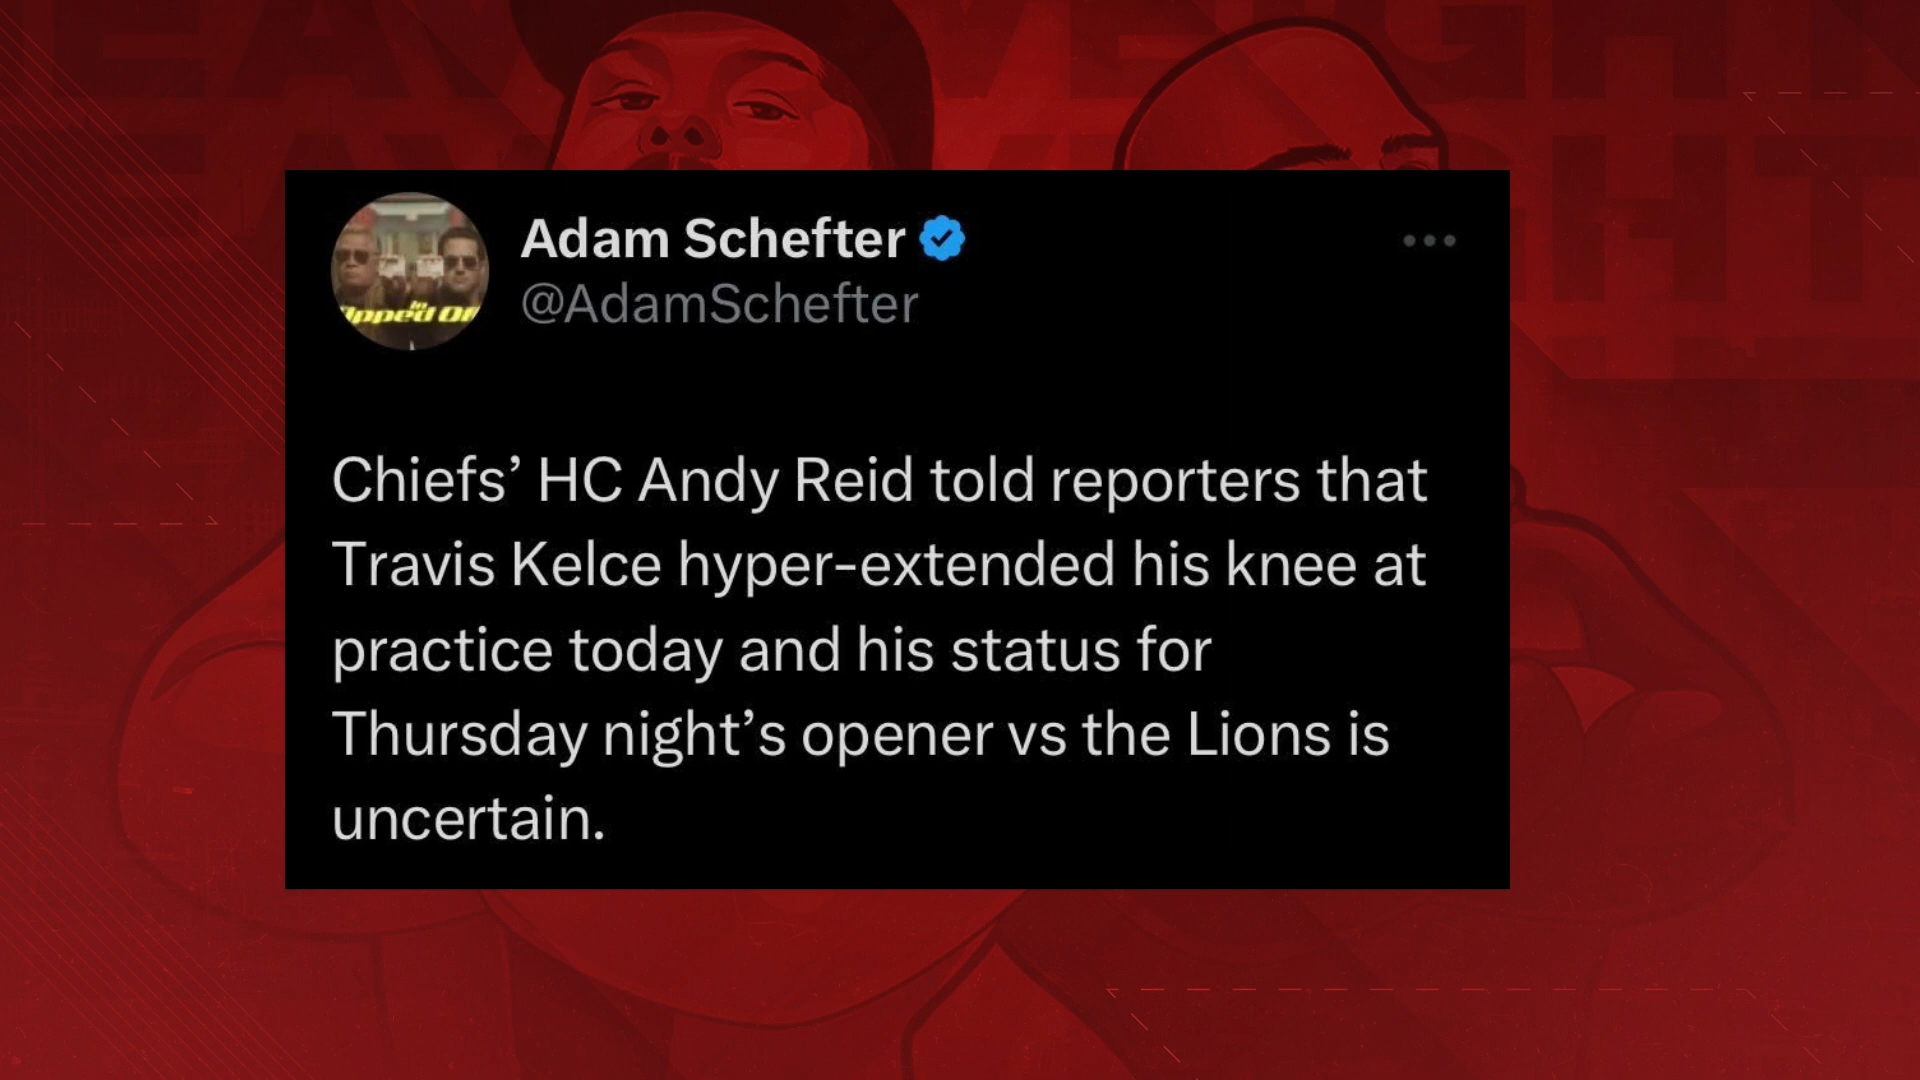 Adam Schefter
@AdamSchefter
Chiefs’ HC Andy Reid told reporters that
Travis Kelce hyper-extended his knee at
practice today and his status for
Thursday night’s opener vs the Lions is
uncertain.